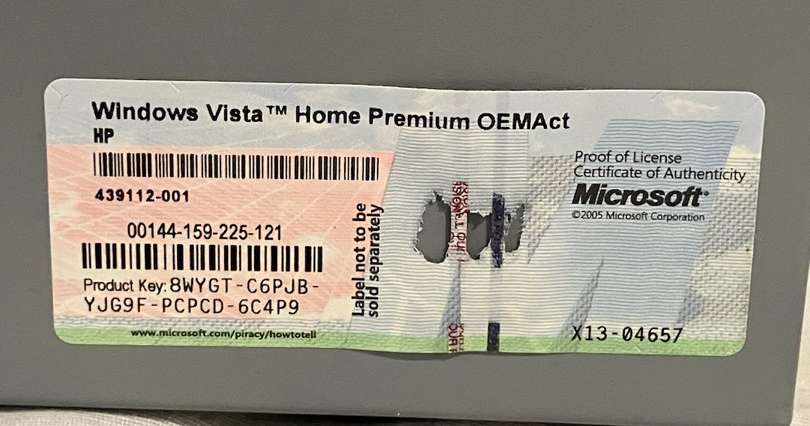 Windows Vista™ Home Premium OEMAct
HP
439112-001
00144-159-225-121
Product Key: 8WYGT-C6PJB-
YJG9F-PCPCD-6C4P9
www.microsoft.com/piracy/howtotell
Label not to be
sold separately
Proof of License
Certificate of Authenticity
Microsoft®
©2005 Microsoft Corporation
X13-04657